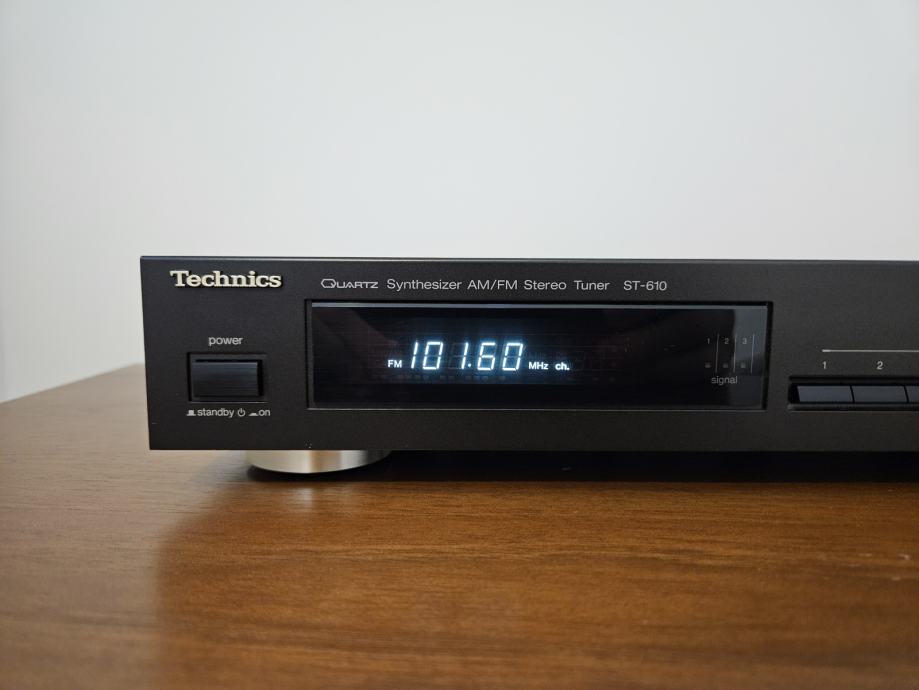 Technics
QUARTZ Synthesizer AM/FM Stereo Tuner ST-610
power
standby on
FM 101.60 MHz ch.
1 2 3
signal
1 2